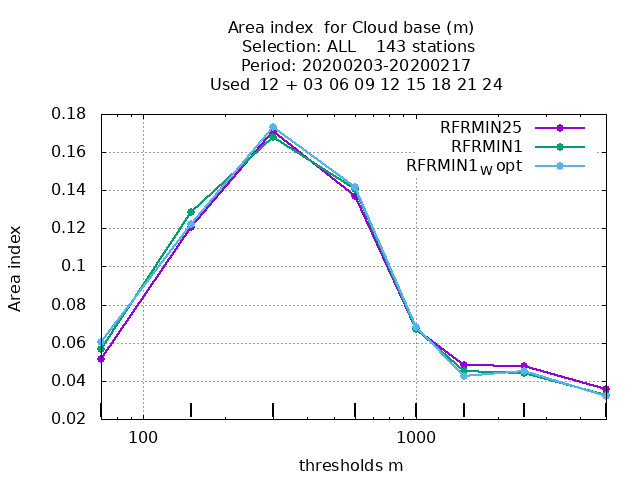 Area index  for Cloud base (m)
Selection: ALL    143 stations
Period: 20200203-20200217
Used  12 + 03 06 09 12 15 18 21 24
RFRMIN25
RFRMIN1
RFRMIN1W opt
0.18
0.16
0.14
0.12
0.1
0.08
0.06
0.04
0.02
Area index
100
1000
thresholds m